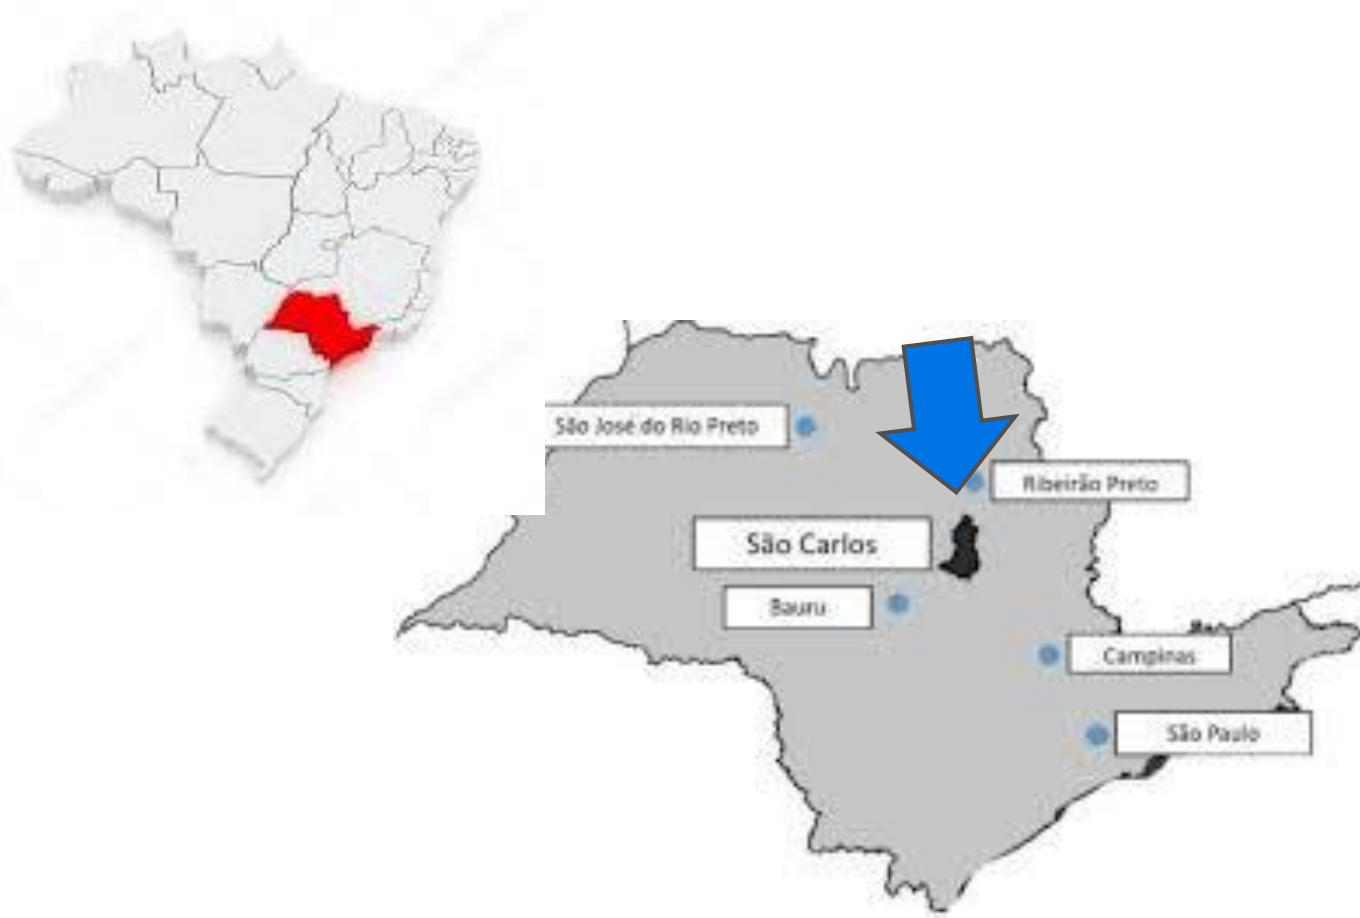 São José do Rio Preto
Ribeirão Preto
São Carlos
Bauru
Campinas
São Paulo